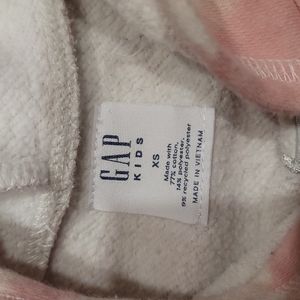 GAP
KIDS
XS
Made with
77% cotton,
14% polyester,
9% recycled polyester
MADE IN VIETNAM